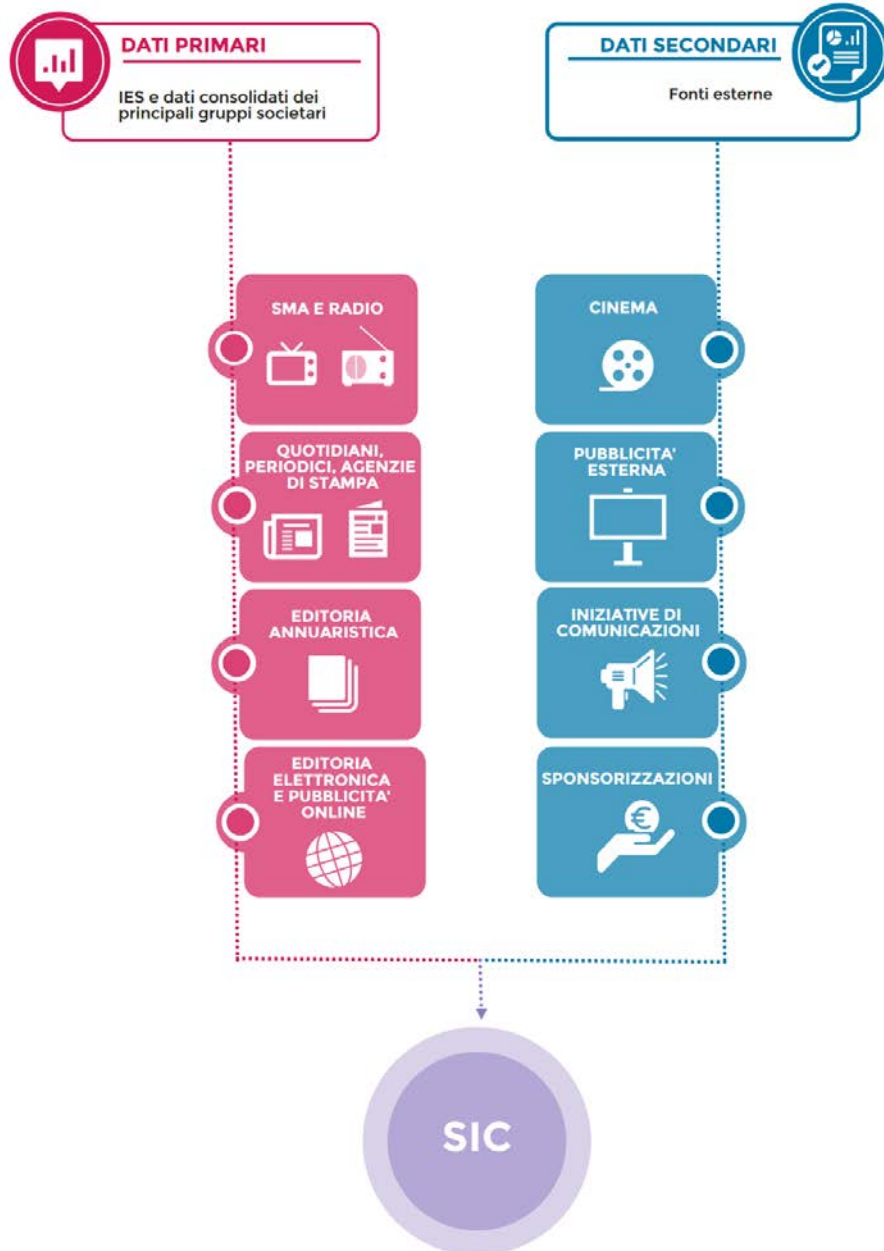 DATI PRIMARI
IES e dati consolidati dei
principali gruppi societari
DATI SECONDARI
Fonti esterne
SMA E RADIO
QUOTIDIANI,
PERIODICI, AGENZIE
DI STAMPA
EDITORIA
ANNUARISTICA
EDITORIA
ELETTRONICA
E PUBBLICITA'
ONLINE
CINEMA
PUBBLICITA'
ESTERNA
INIZIATIVE DI
COMUNICAZIONI
SPONSORIZZAZIONI
€
SIC